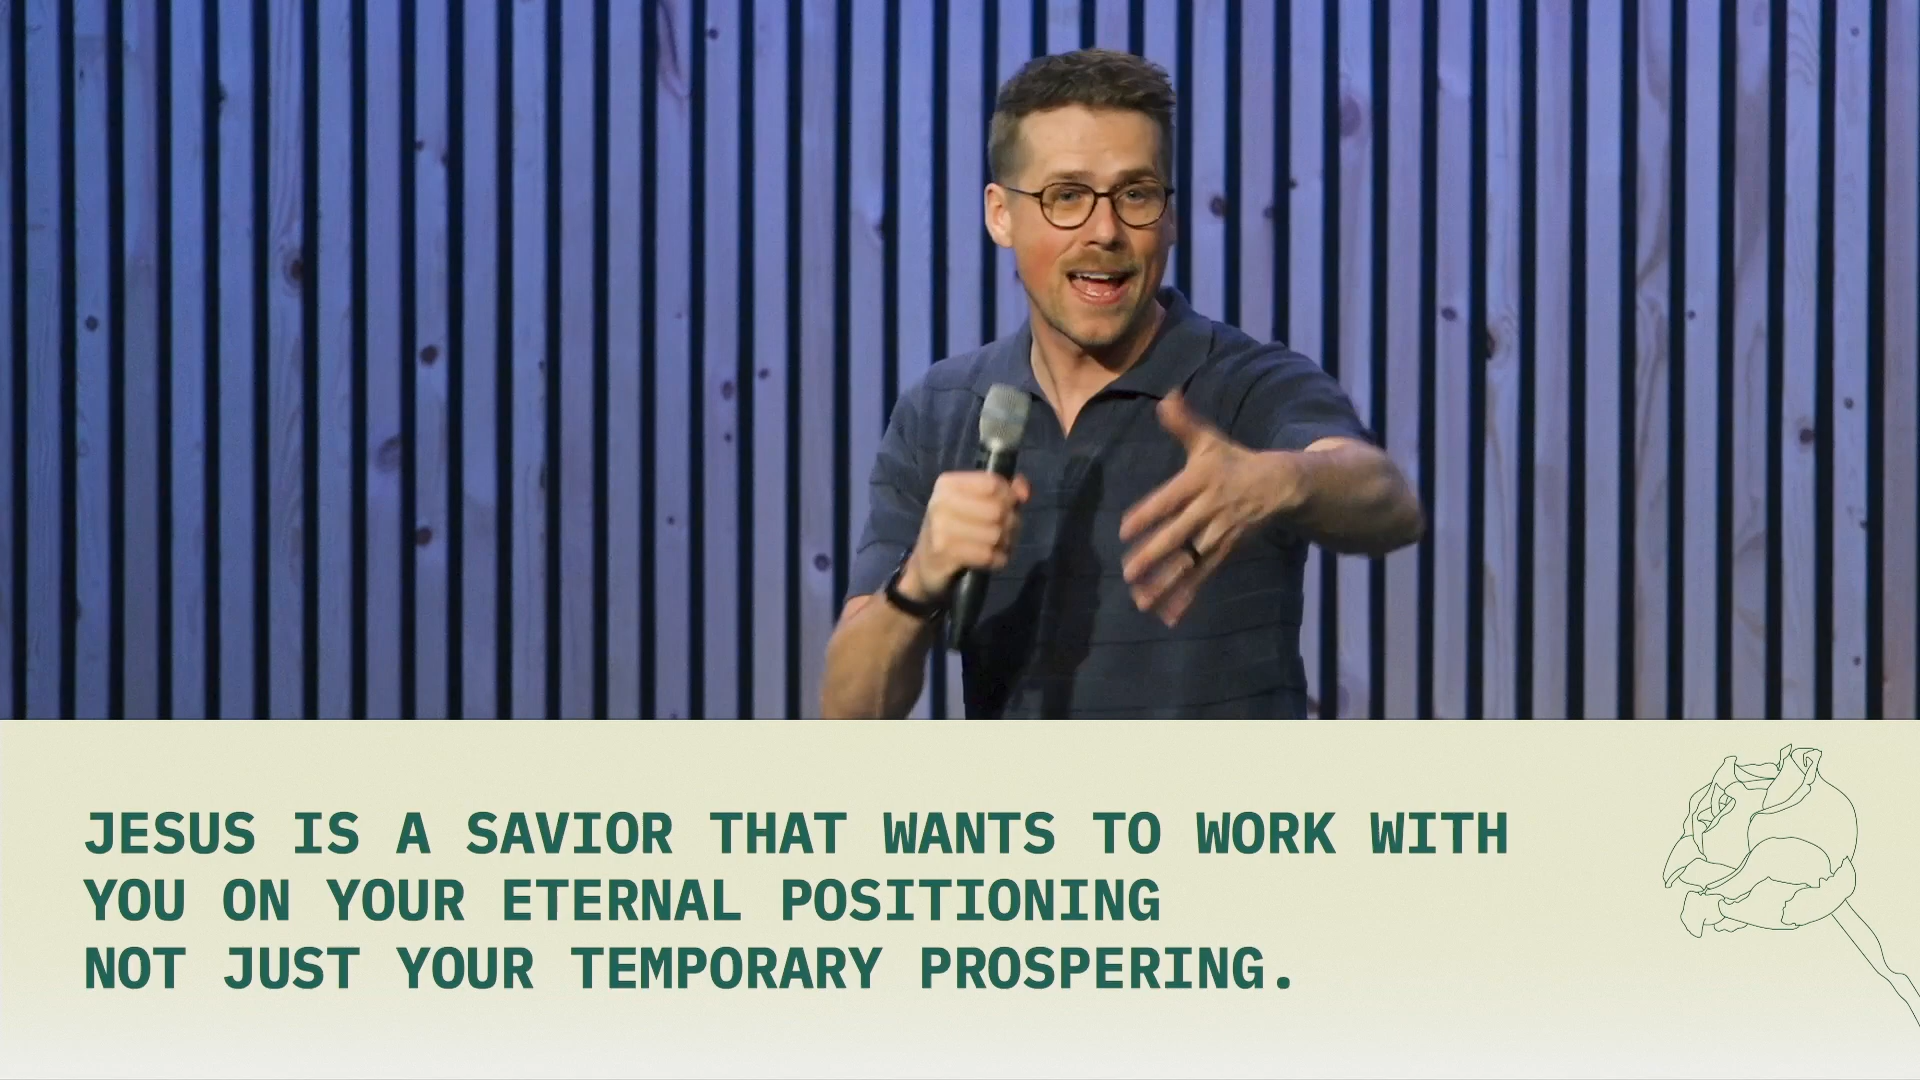 JESUS IS A SAVIOR THAT WANTS TO WORK WITH
YOU ON YOUR ETERNAL POSITIONING
NOT JUST YOUR TEMPORARY PROSPERING.